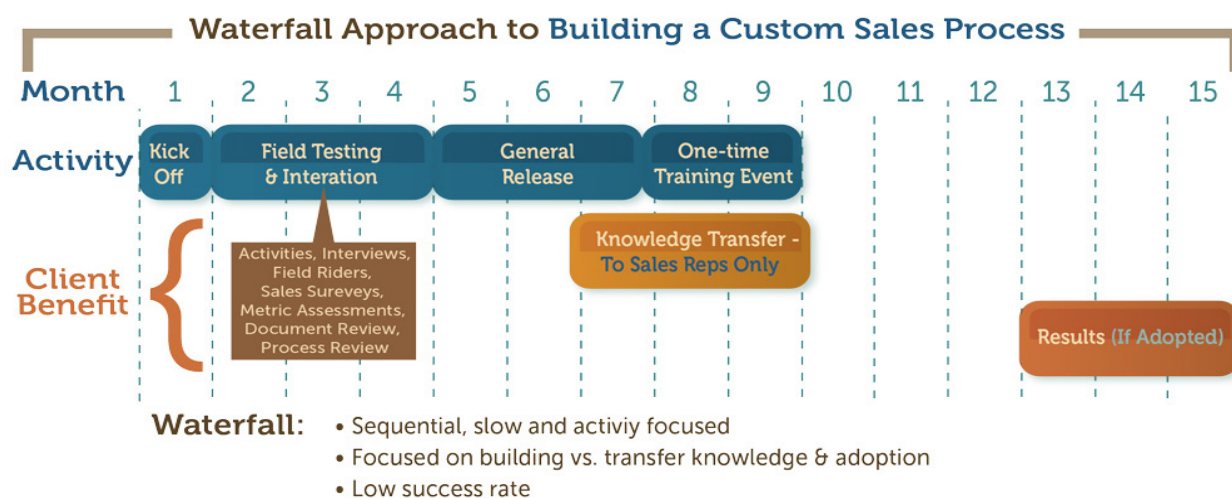 Waterfall Approach to Building a Custom Sales Process
Month 1 2 3 4 5 6 7 8 9 10 11 12 13 14 15
Activity
Kick
Off
Field Testing
& Interation
General
Release
One-time
Training Event
Client
Benefit
{
Activities, Interviews,
Field Riders,
Sales Sureveys,
Metric Assessments,
Document Review,
Process Review
Knowledge Transfer -
To Sales Reps Only
Results (If Adopted)
Waterfall:
• Sequential, slow and activiy focused
• Focused on building vs. transfer knowledge & adoption
• Low success rate